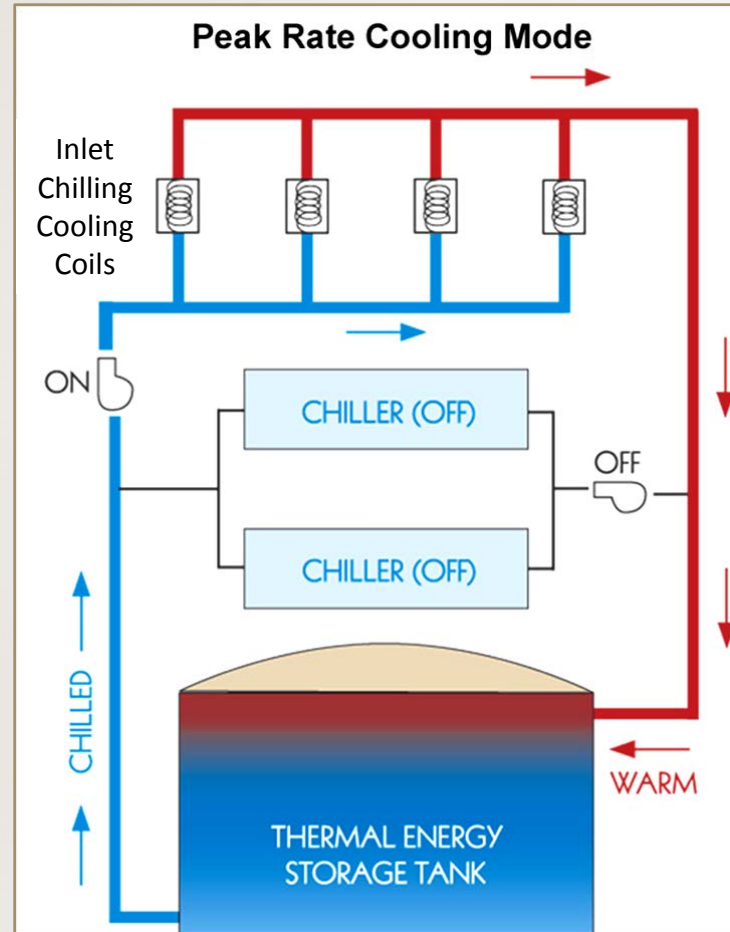 Peak Rate Cooling Mode
Inlet
Chilling
Cooling
Coils
ON
CHILLER (OFF)
OFF
CHILLER (OFF)
CHILLED
WARM
THERMAL ENERGY
STORAGE TANK